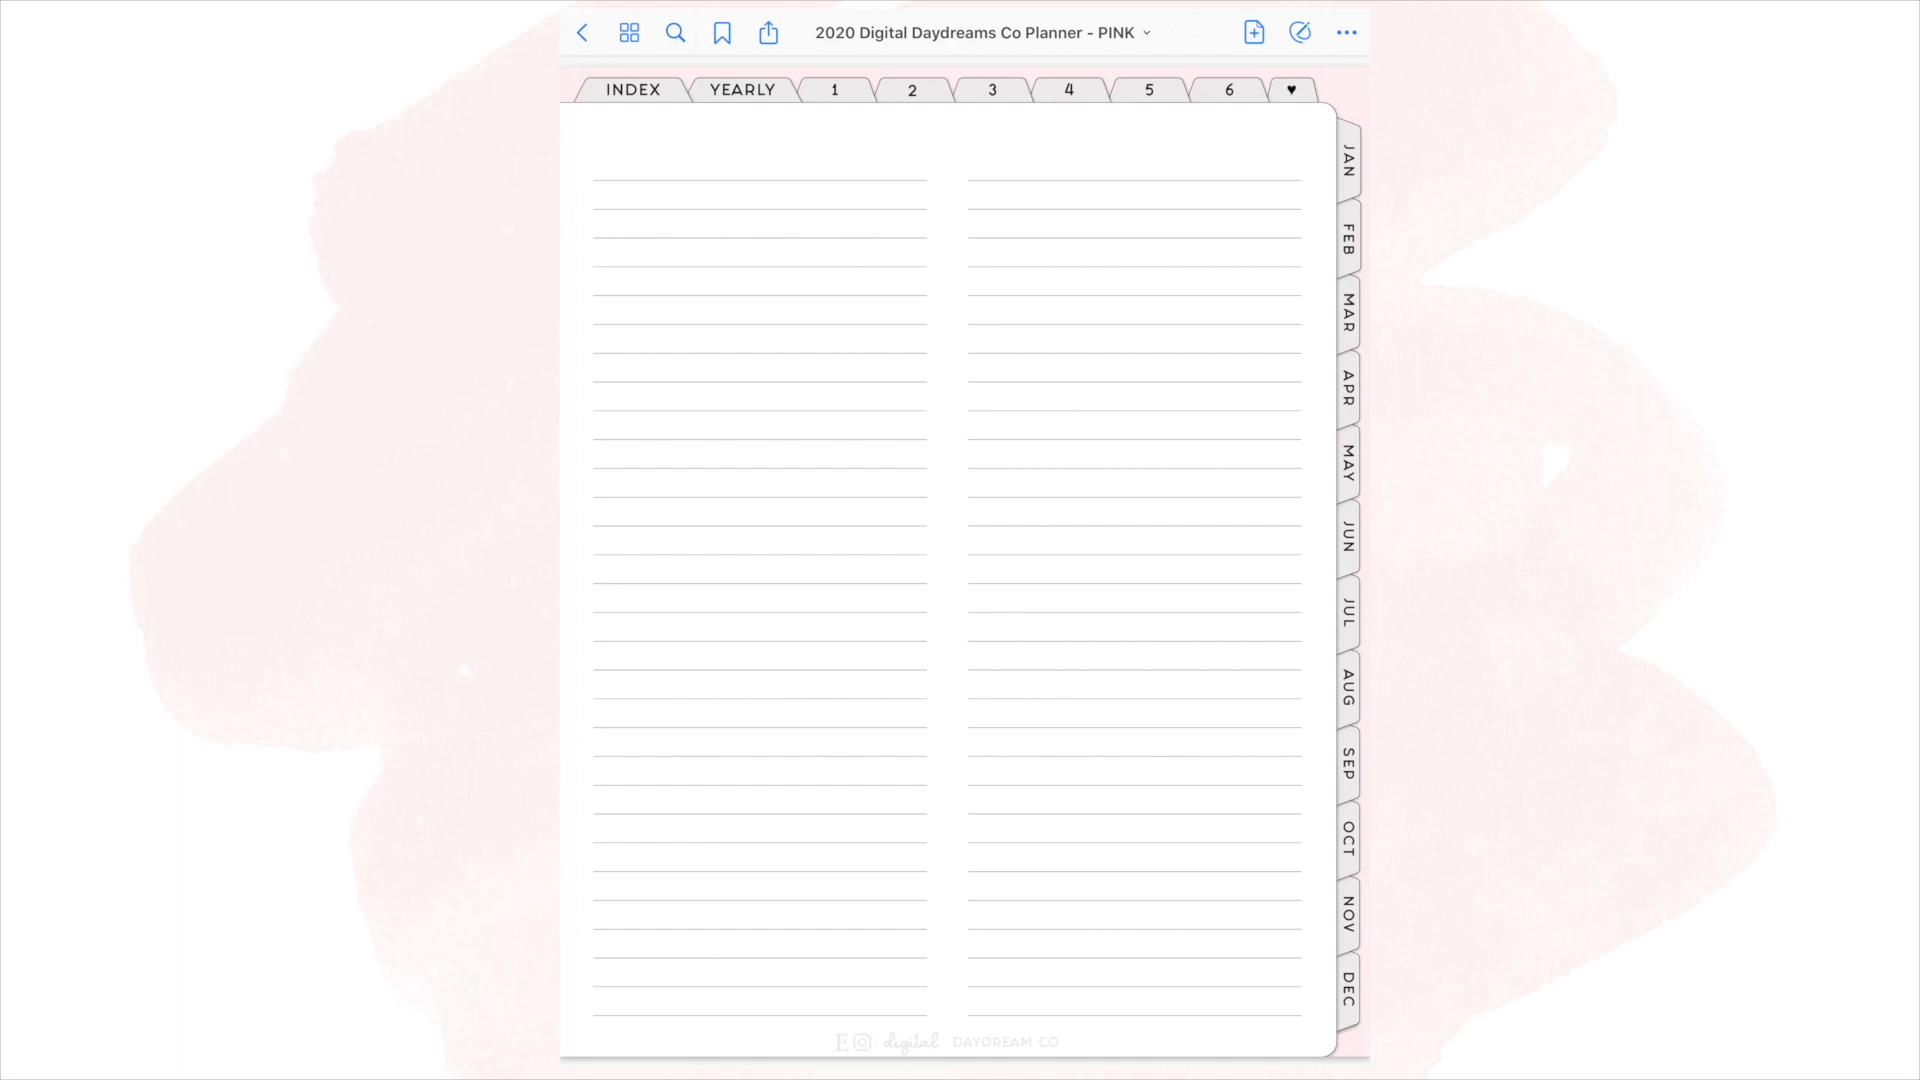 2020 Digital Daydreams Co Planner - PINK
INDEX YEARLY 1 2 3 4 5 6 ♥
JAN
FEB
MAR
APR
MAY
JUN
JUL
AUG
SEP
OCT
NOV
DEC
E : digital DAYDREAM CO